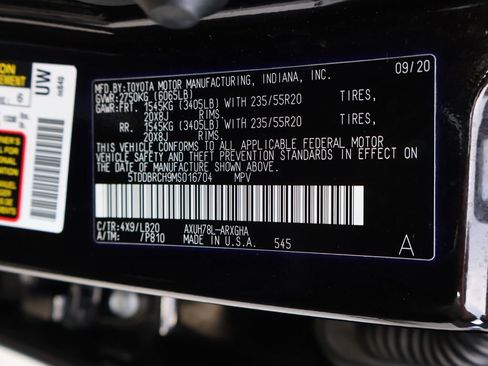 MFD.BY:TOYOTA MOTOR MANUFACTURING, INDIANA, INC. 09/20
GVWR:2750KG (6065LB)
GAWR:FRT. 1545KG (3405LB) WITH 235/55R20 TIRES,
20X8J RIMS.
RR. 1545KG (3405LB) WITH 235/55R20 TIRES,
20X8J RIMS.
THIS VEHICLE CONFORMS TO ALL APPLICABLE FEDERAL MOTOR
VEHICLE SAFETY AND THEFT PREVENTION STANDARDS IN EFFECT
ON THE DATE OF MANUFACTURE SHOWN ABOVE.
5TDDBRCH9MS016704 MPV
C/TR:4X9/LB20 AXUH78L-ARXGHA
A/TM: /P810 MADE IN U.S.A. 545 A
UW
6